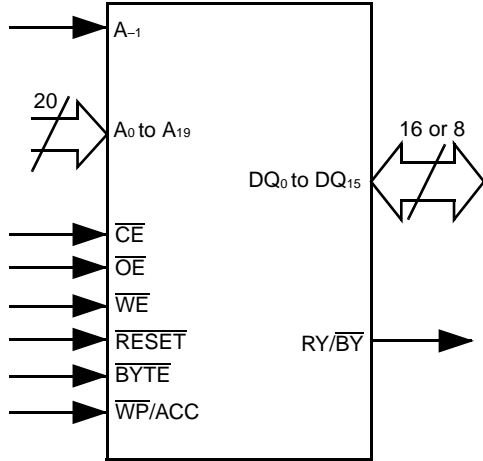 A–1
20
A0 to A19
16 or 8
DQ0 to DQ15
CE
OE
WE
RESET
RY/BY
BYTE
WP/ACC